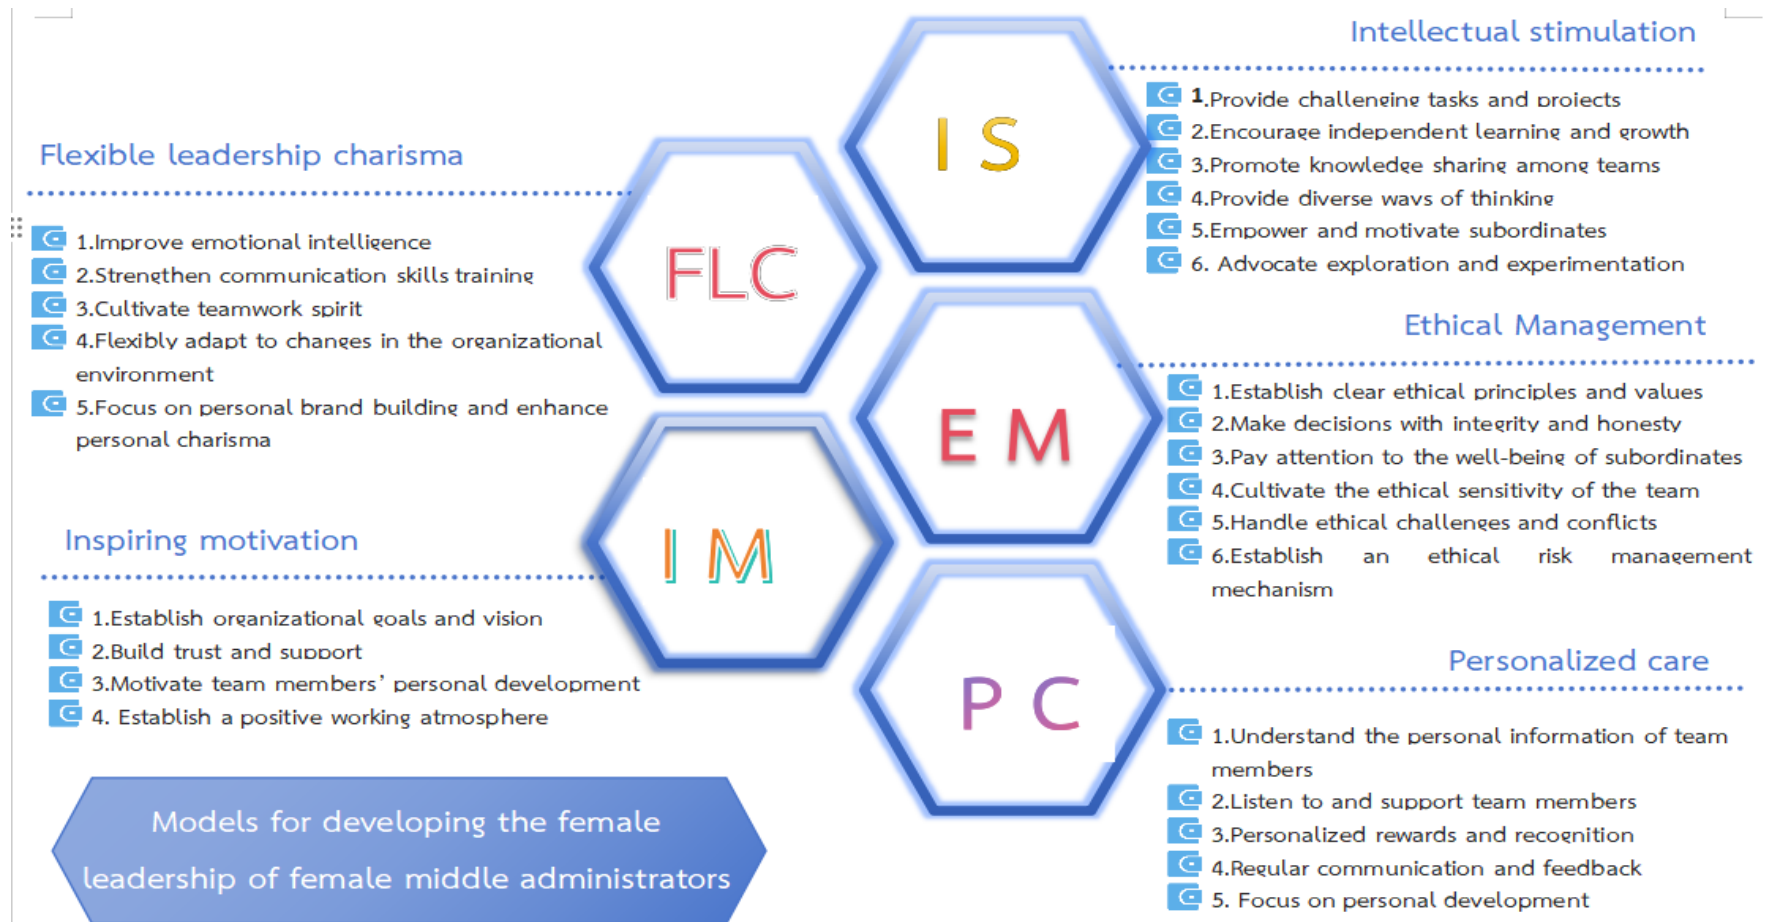 Flexible leadership charisma
1.Improve emotional intelligence
2.Strengthen communication skills training
3.Cultivate teamwork spirit
4.Flexibly adapt to changes in the organizational
environment
5.Focus on personal brand building and enhance
personal charisma
FLC
Inspiring motivation
1.Establish organizational goals and vision
2.Build trust and support
3.Motivate team members’ personal development
4. Establish a positive working atmosphere
I M
Models for developing the female
leadership of female middle administrators
I S
Intellectual stimulation
1.Provide challenging tasks and projects
2.Encourage independent learning and growth
3.Promote knowledge sharing among teams
4.Provide diverse ways of thinking
5.Empower and motivate subordinates
6. Advocate exploration and experimentation
E M
Ethical Management
1.Establish clear ethical principles and values
2.Make decisions with integrity and honesty
3.Pay attention to the well-being of subordinates
4.Cultivate the ethical sensitivity of the team
5.Handle ethical challenges and conflicts
6.Establish an ethical risk management
mechanism
P C
Personalized care
1.Understand the personal information of team
members
2.Listen to and support team members
3.Personalized rewards and recognition
4.Regular communication and feedback
5. Focus on personal development